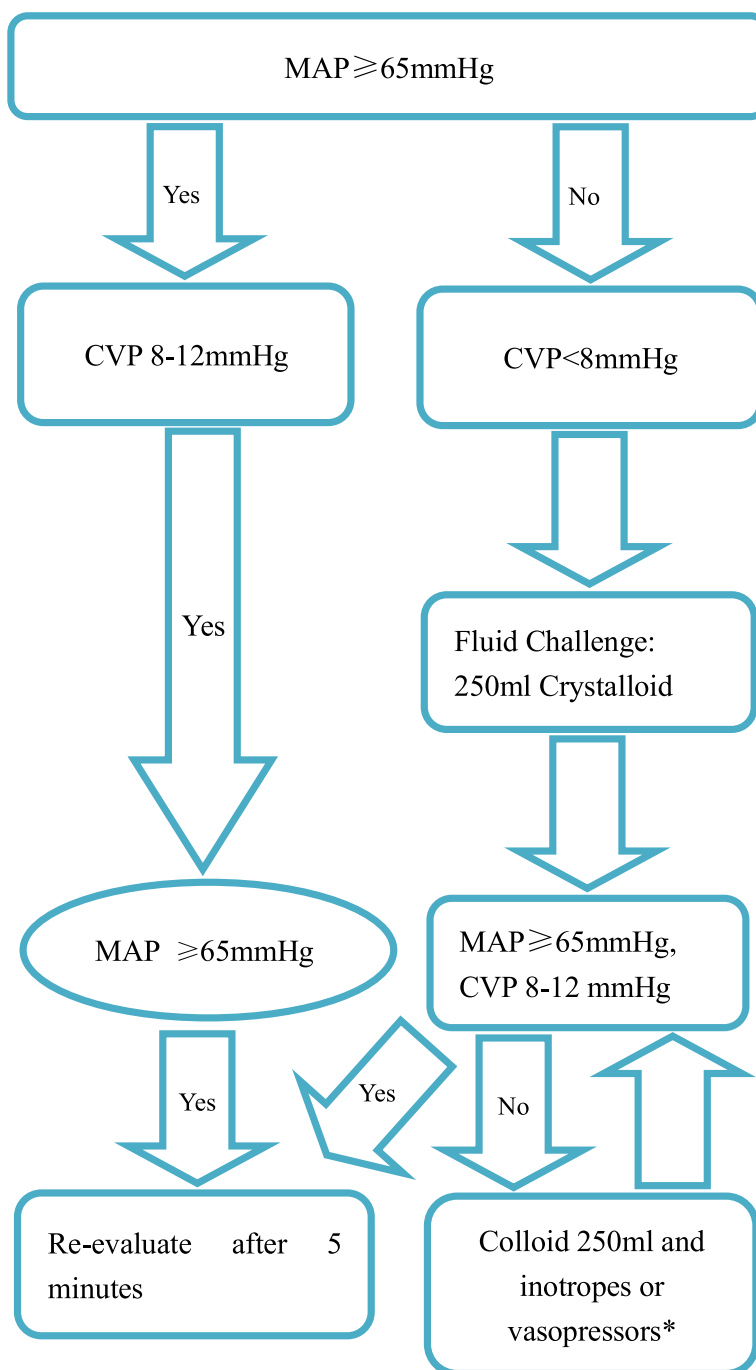 MAP≥65mmHg
Yes
No
CVP 8-12mmHg
CVP<8mmHg
Yes
Fluid Challenge:
250ml Crystalloid
MAP ≥65mmHg
MAP≥65mmHg,
CVP 8-12 mmHg
Yes
Yes
No
Re-evaluate after 5
minutes
Colloid 250ml and
inotropes or
vasopressors*